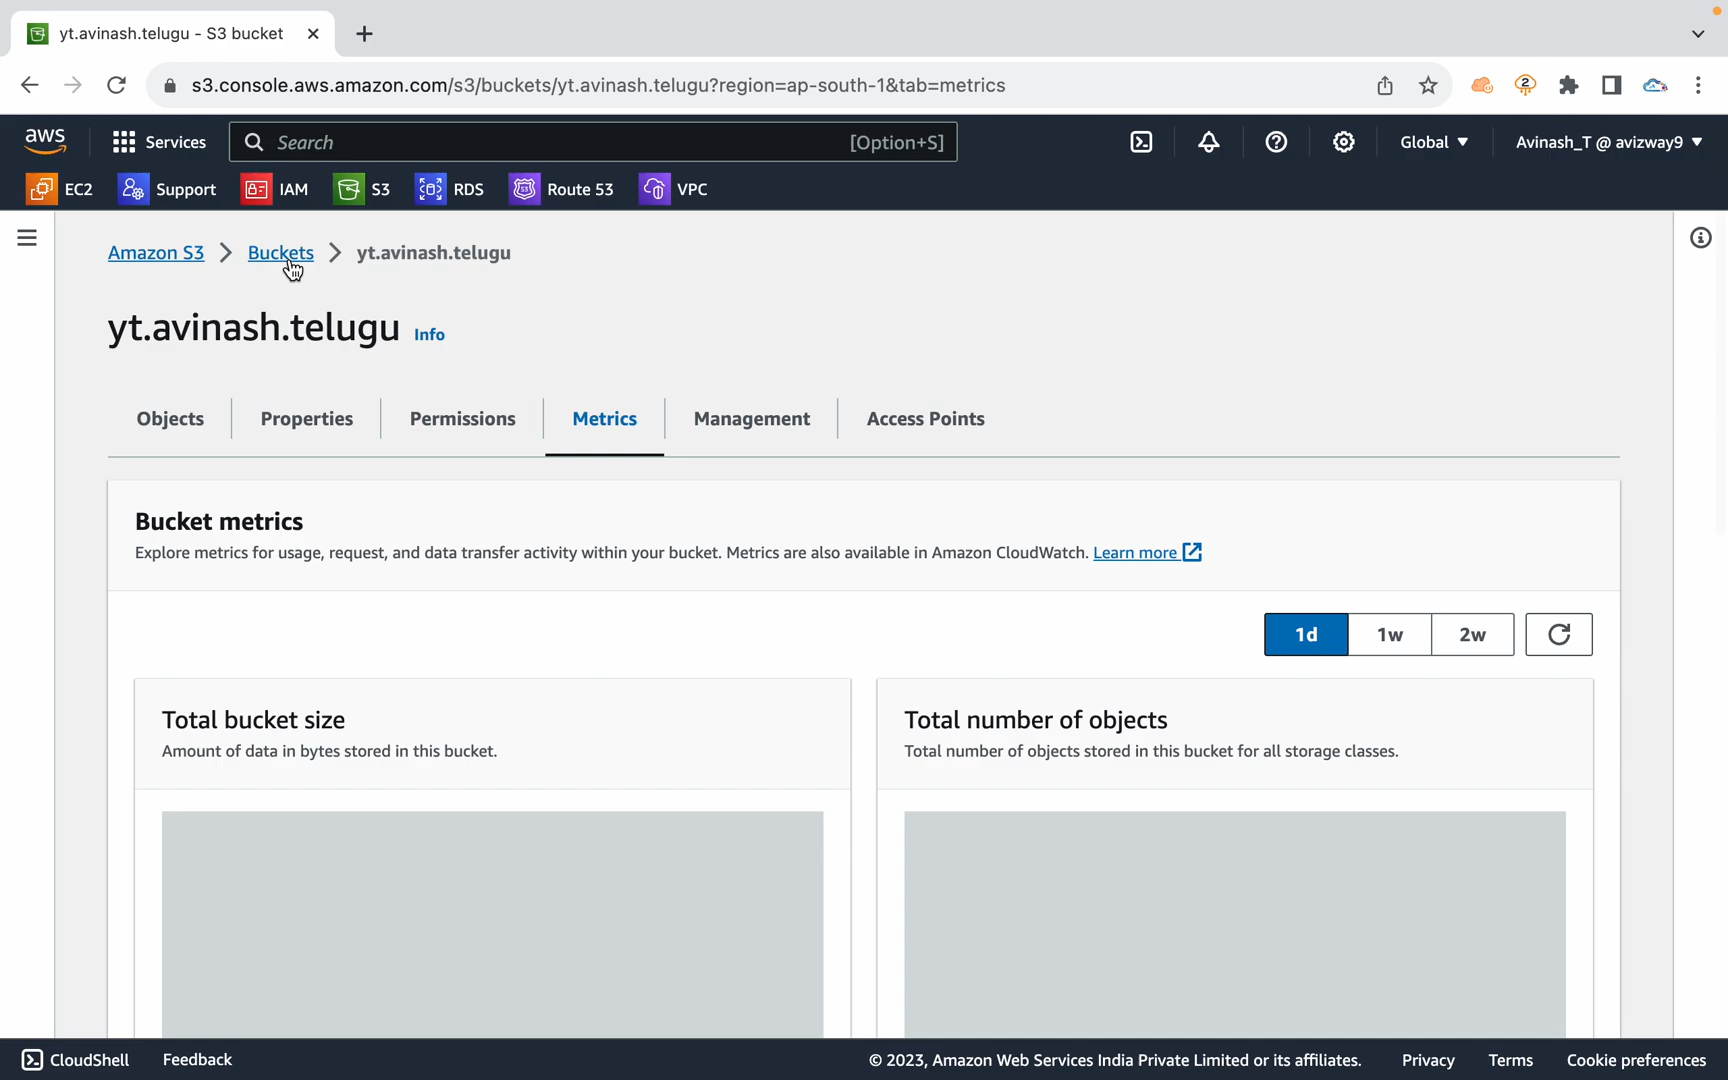 yt.avinash.telugu - S3 bucket
s3.console.aws.amazon.com/s3/buckets/yt.avinash.telugu?region=ap-south-1&tab=metrics
2
aws Services Search [Option+S] Global Avinash_T @ avizway9
EC2 Support IAM S3 RDS Route 53 VPC
Amazon S3 Buckets yt.avinash.telugu
yt.avinash.telugu Info
Objects Properties Permissions Metrics Management Access Points
Bucket metrics
Explore metrics for usage, request, and data transfer activity within your bucket. Metrics are also available in Amazon CloudWatch. Learn more
1d 1w 2w
Total bucket size
Amount of data in bytes stored in this bucket.
Total number of objects
Total number of objects stored in this bucket for all storage classes.
CloudShell Feedback © 2023, Amazon Web Services India Private Limited or its affiliates. Privacy Terms Cookie preferences